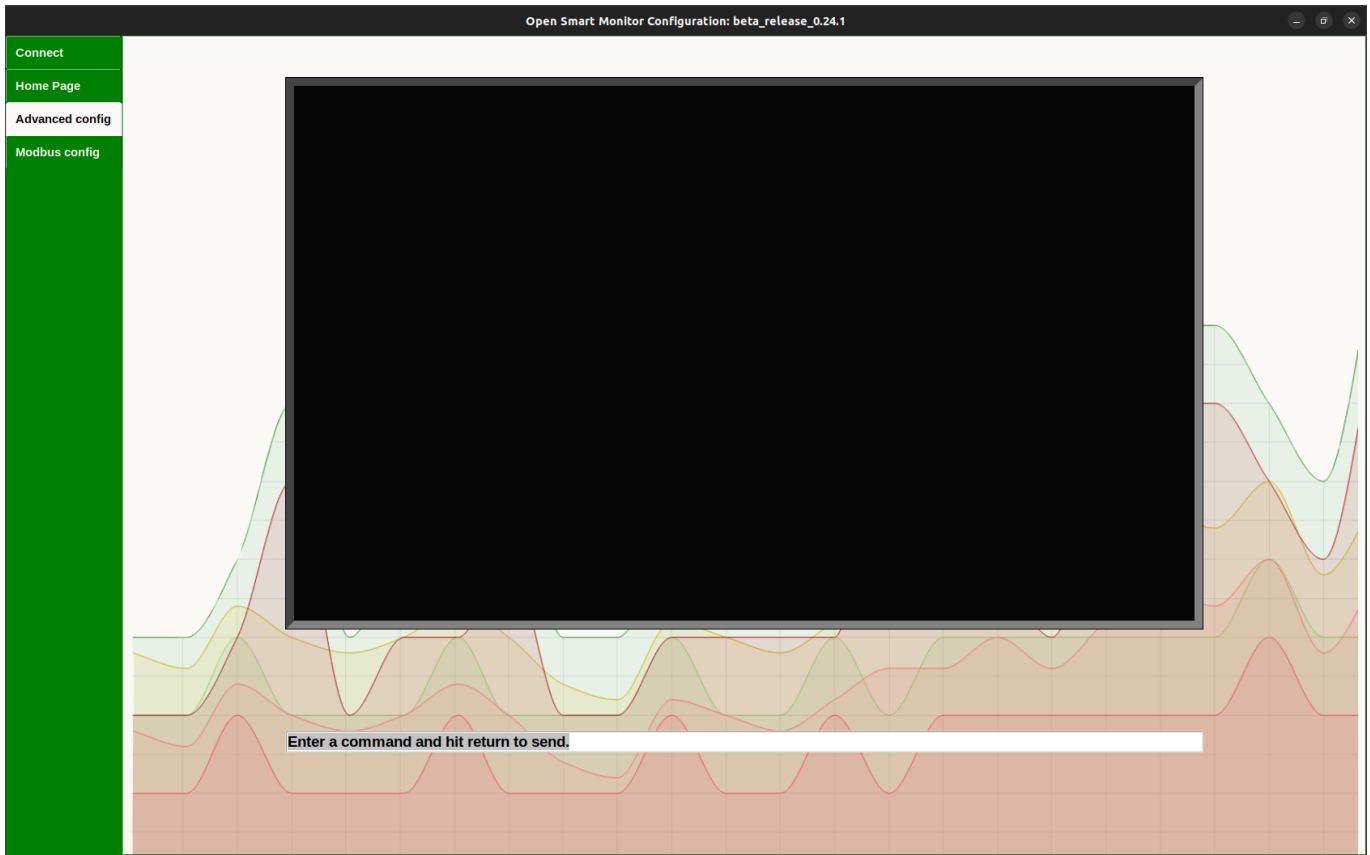 Open Smart Monitor Configuration: beta_release_0.24.1
Connect
Home Page
Advanced config
Modbus config
Enter a command and hit return to send.